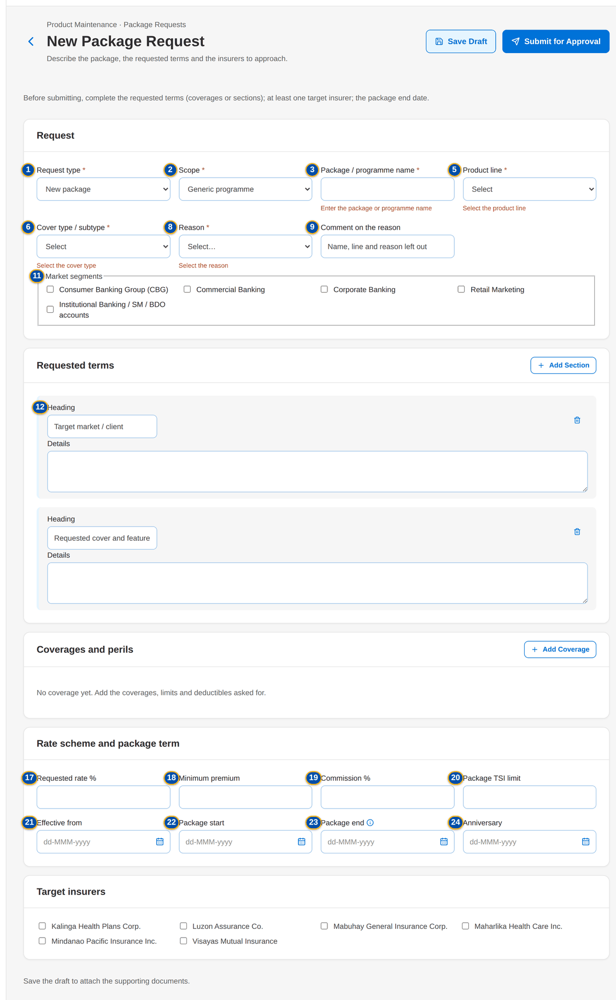 Product Maintenance · Package Requests
New Package Request
Describe the package, the requested terms and the insurers to approach.
Save Draft
Submit for Approval
Before submitting, complete the requested terms (coverages or sections); at least one target insurer; the package end date.
Request
1 Request type * 2 Scope * 3 Package / programme name * 5 Product line *
New package Generic programme Select
Enter the package or programme name Select the product line
6 Cover type / subtype * 8 Reason * 9 Comment on the reason
Select Select… Name, line and reason left out
Select the cover type Select the reason
11 Market segments
Consumer Banking Group (CBG) Commercial Banking Corporate Banking Retail Marketing
Institutional Banking / SM / BDO
accounts
Requested terms
Add Section
12 Heading
Target market / client
Details
Heading
Requested cover and feature
Details
Coverages and perils
Add Coverage
No coverage yet. Add the coverages, limits and deductibles asked for.
Rate scheme and package term
17 Requested rate % 18 Minimum premium 19 Commission % 20 Package TSI limit
21 Effective from 22 Package start 23 Package end 24 Anniversary
dd-MMM-yyyy dd-MMM-yyyy dd-MMM-yyyy dd-MMM-yyyy
Target insurers
Kalinga Health Plans Corp. Luzon Assurance Co. Mabuhay General Insurance Corp. Maharlika Health Care Inc.
Mindanao Pacific Insurance Inc. Visayas Mutual Insurance
Save the draft to attach the supporting documents.